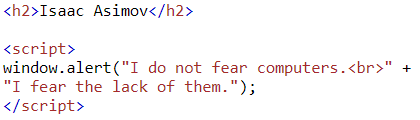 <h2>Isaac Asimov</h2>
<script>
window.alert("I do not fear computers.<br>" +
"I fear the lack of them.");
</script>